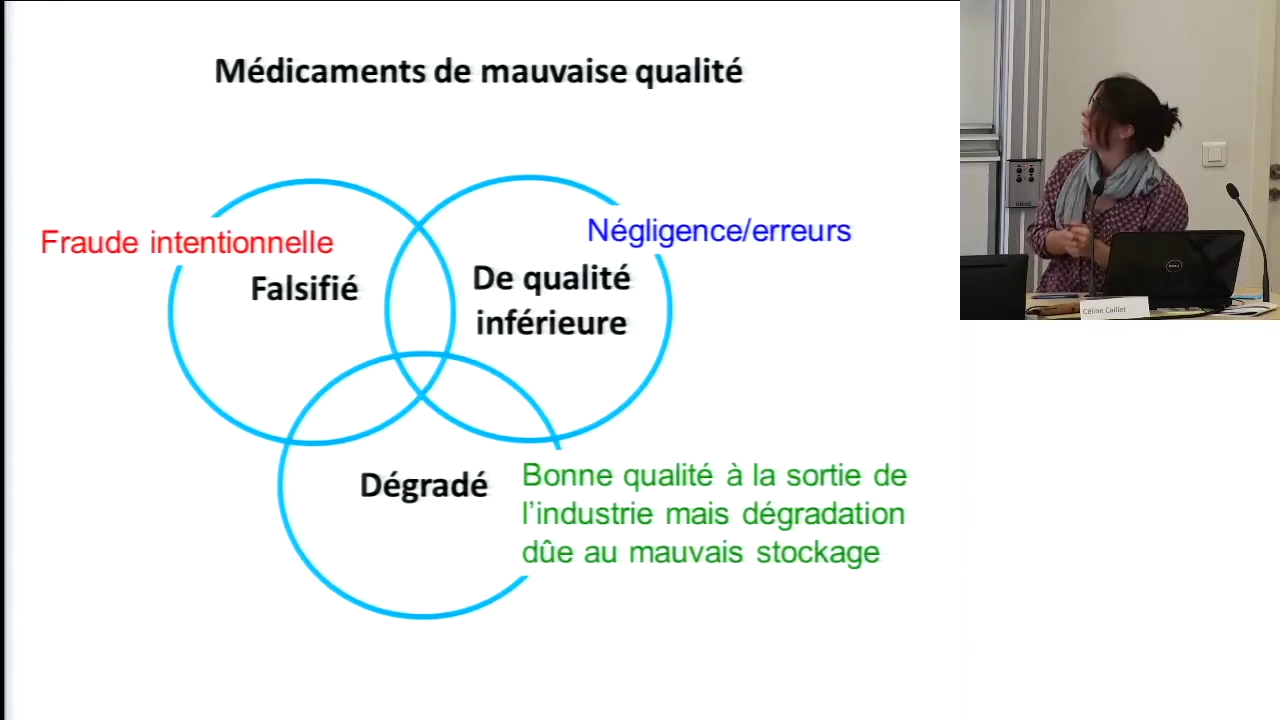 Médicaments de mauvaise qualité
Fraude intentionnelle
Négligence/erreurs
Falsifié
De qualité
inférieure
Dégradé
Bonne qualité à la sortie de
l'industrie mais dégradation
dûe au mauvais stockage
DELL
Céline Caillet